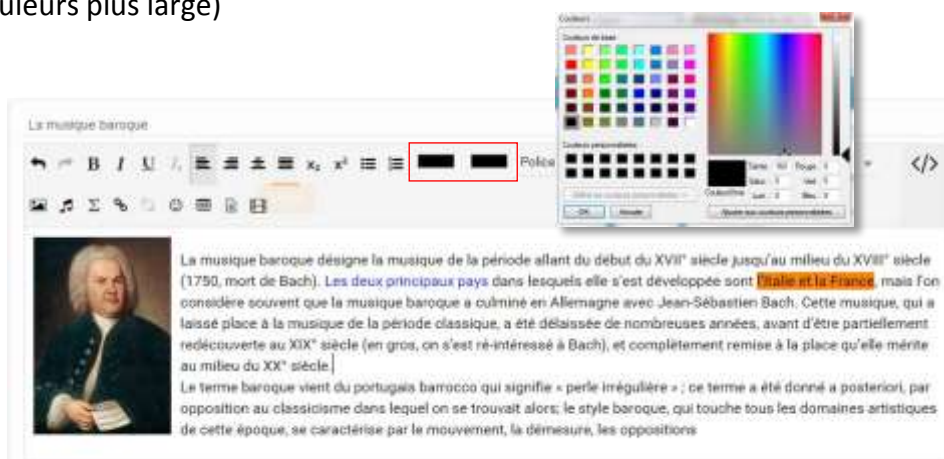 uleurs plus large)
Couleurs
Couleurs de base
Couleurs personnalisées
OK
Annuler
Ajouter aux couleurs personnalisées
La musique baroque
B I U
x₂ x²
Police
</>
Σ
La musique baroque désigne la musique de la période allant du début du XVII° siècle jusqu'au milieu du XVIII° siècle
(1750, mort de Bach). Les deux principaux pays dans lesquels elle s'est développée sont l'Italie et la France, mais l'on
considère souvent que la musique baroque a culminé en Allemagne avec Jean-Sébastien Bach. Cette musique, qui a
laissé place à la musique de la période classique, a été délaissée de nombreuses années, avant d'être partiellement
redécouverte au XIX° siècle (en gros, on s'est ré-intéressé à Bach), et complètement remise à la place qu'elle mérite
au milieu du XX° siècle.
Le terme baroque vient du portugais barrocco qui signifie « perle irrégulière » ; ce terme a été donné a posteriori, par
opposition au classicisme dans lequel on se trouvait alors; le style baroque, qui touche tous les domaines artistiques
de cette époque, se caractérise par le mouvement, la démesure, les oppositions